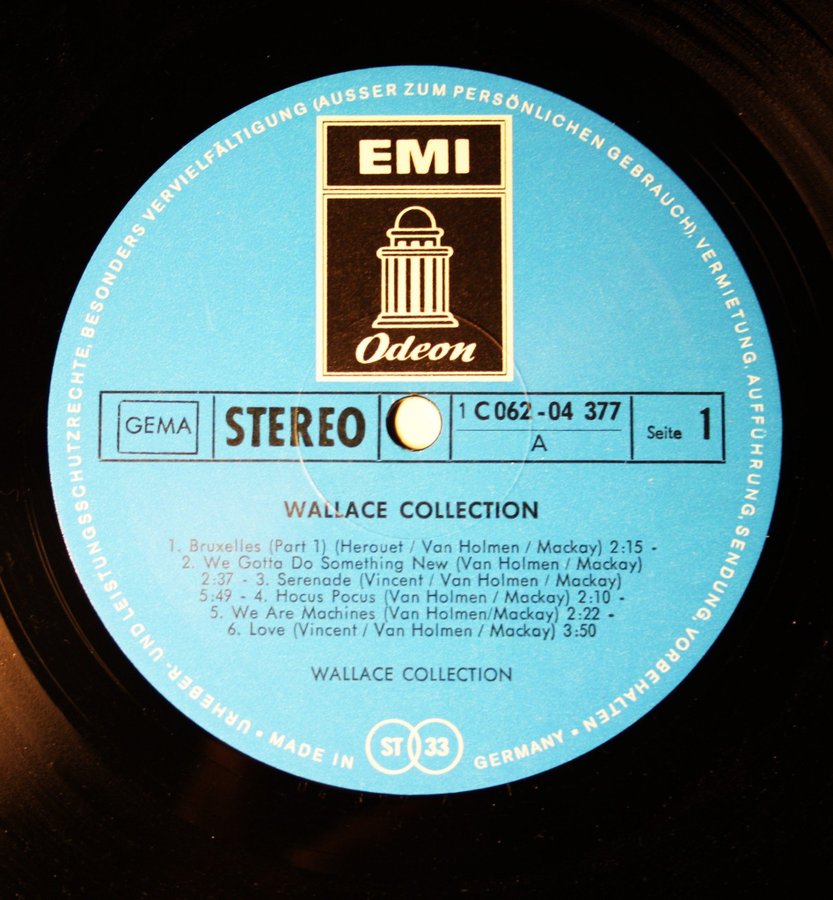 URHEBER- UND LEISTUNGSSCHUTZRECHTE, BESONDERS VERVIELFÄLTIGUNG (AUSSER ZUM PERSÖNLICHEN GEBRAUCH), VERMIETUNG, AUFFÜHRUNG, SENDUNG, VORBEHALTEN •
EMI
Odeon
GEMA STEREO 1 C 062-04 377 Seite 1
A
WALLACE COLLECTION
1. Bruxelles (Part 1) (Herouet / Van Holmen / Mackay) 2:15 -
2. We Gotta Do Something New (Van Holmen / Mackay)
2:37 - 3. Serenade (Vincent / Van Holmen / Mackay)
5:49 - 4. Hocus Pocus (Van Holmen / Mackay) 2:10 -
5. We Are Machines (Van Holmen/Mackay) 2:22 -
6. Love (Vincent / Van Holmen / Mackay) 3:50
WALLACE COLLECTION
• MADE IN ST 33 GERMANY